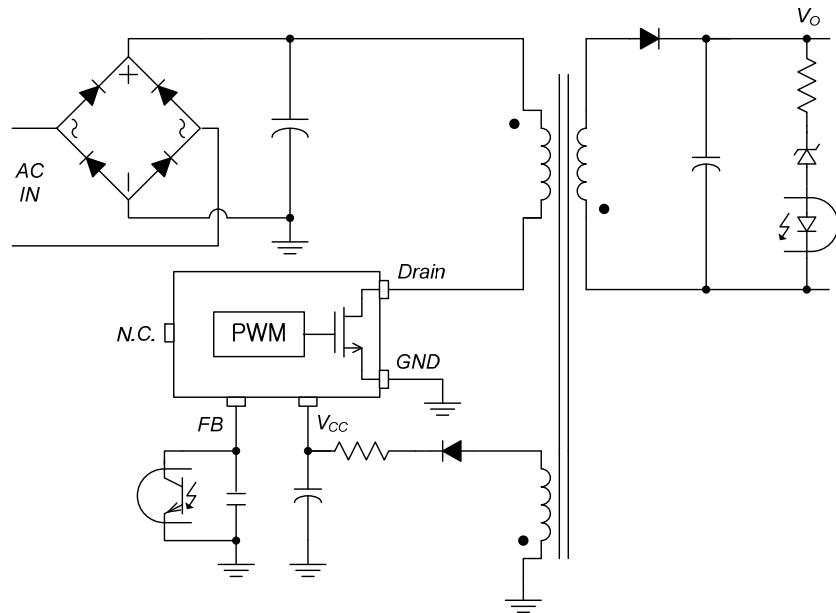 V_O
AC
IN
Drain
N.C.
PWM
GND
FB
V_CC